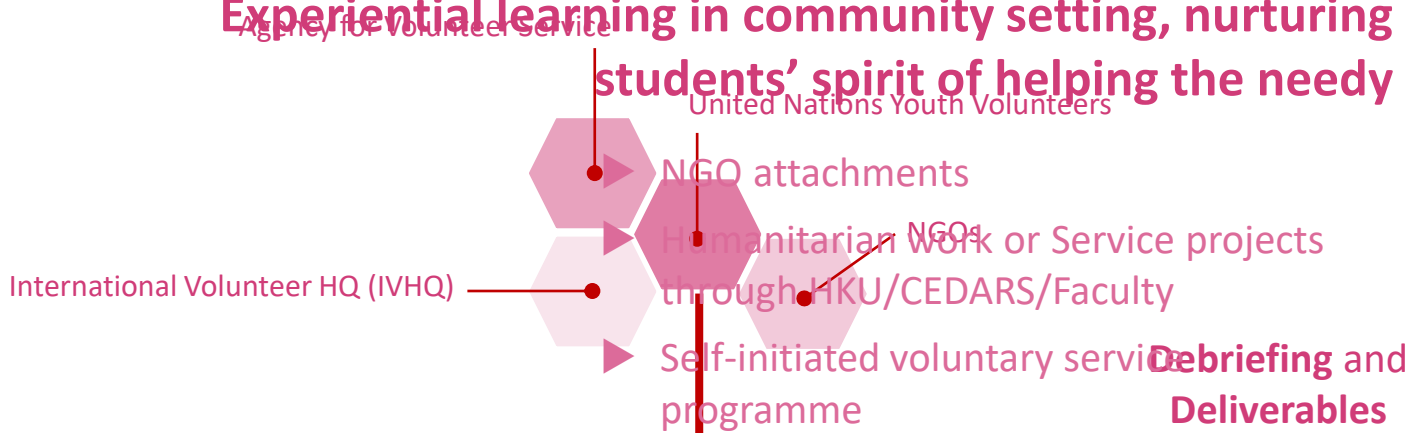 Experiential learning in community setting, nurturing
students’ spirit of helping the needy
Agency for Volunteer Service
United Nations Youth Volunteers
NGO attachments
Humanitarian work or Service projects
through HKU/CEDARS/Faculty
NGOs
International Volunteer HQ (IVHQ)
Self-initiated voluntary service
programme
Debriefing and
Deliverables